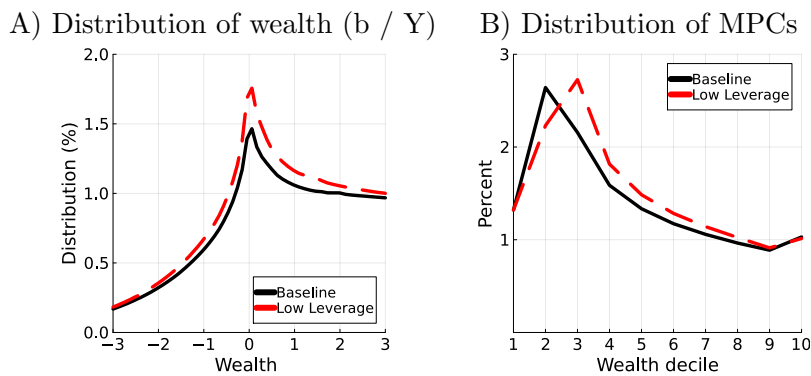 A) Distribution of wealth (b / Y)
2.0
1.5
1.0
0.5
0.0
Distribution (%)
Baseline
Low Leverage
−3 −2 −1 0 1 2 3
Wealth
B) Distribution of MPCs
3
2
1
Percent
Baseline
Low Leverage
1 2 3 4 5 6 7 8 9 10
Wealth decile